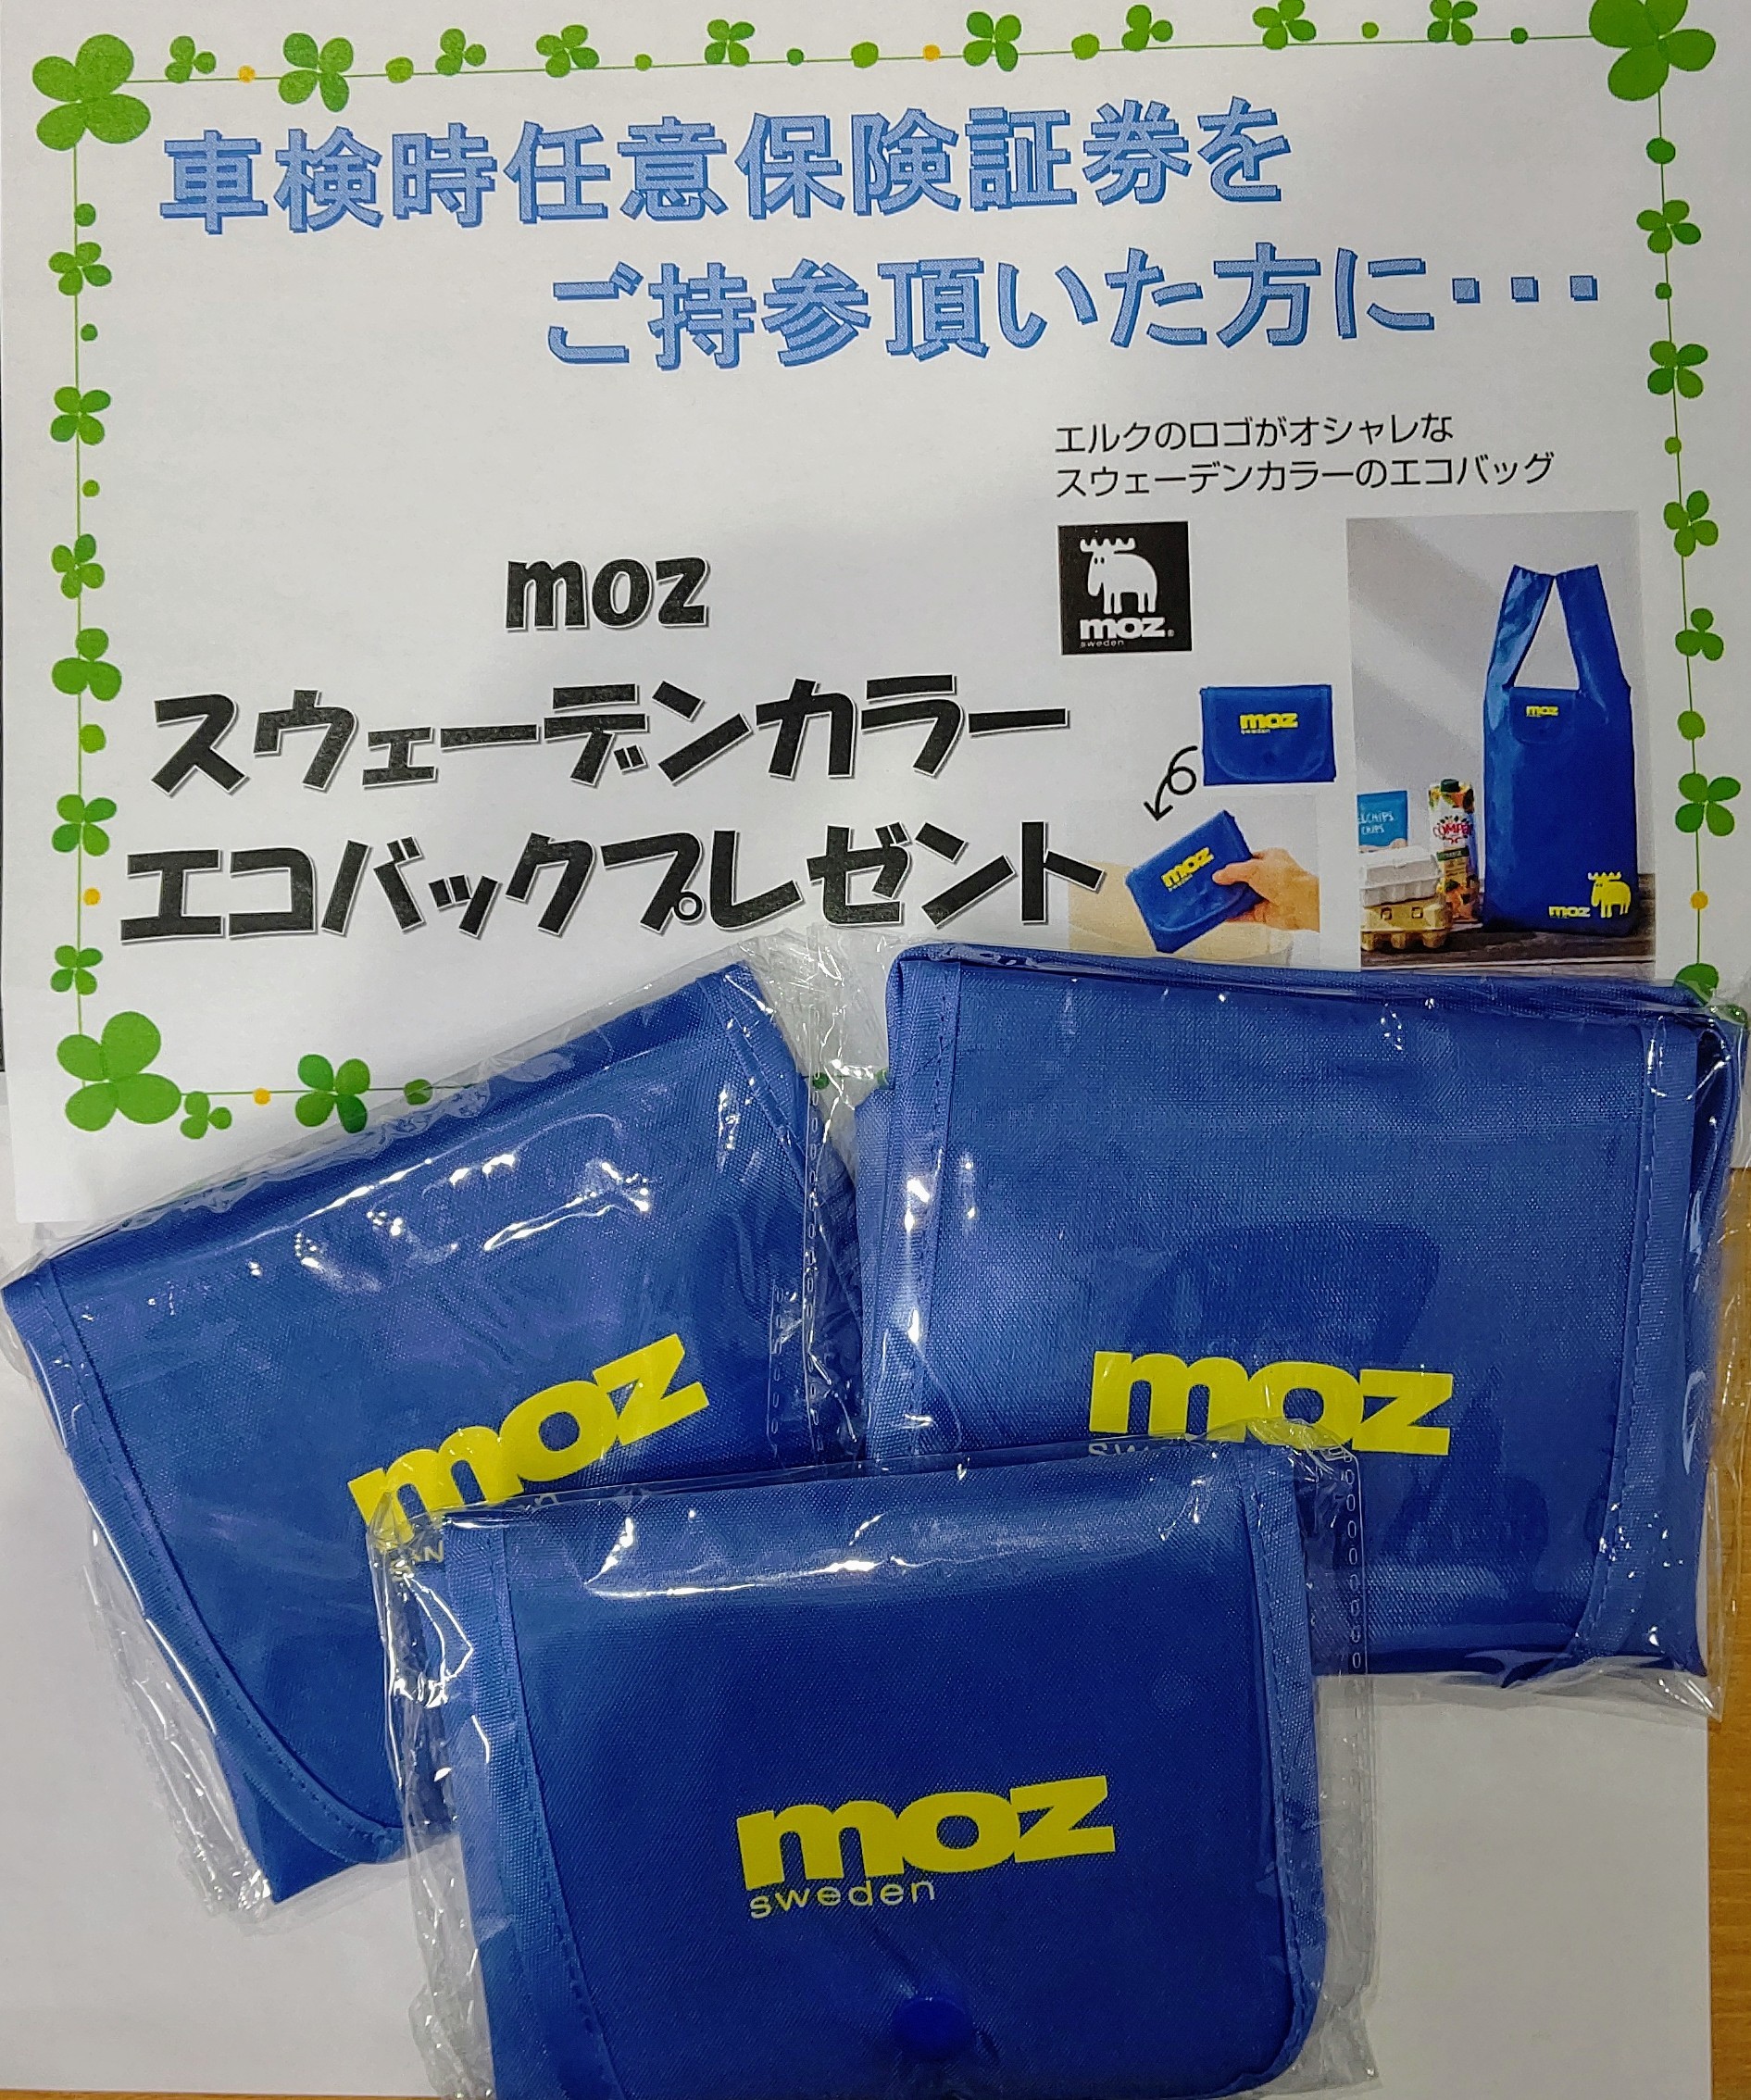 車検時任意保険証券を
ご持参頂いた方に・・・
エルクのロゴがオシャレな
スウェーデンカラーのエコバッグ
moz
moz
sweden
スウェーデンカラー
エコバックプレゼント
moz
sweden
moz
moz
CHIPS
moz
moz
moz
moz
moz
sweden